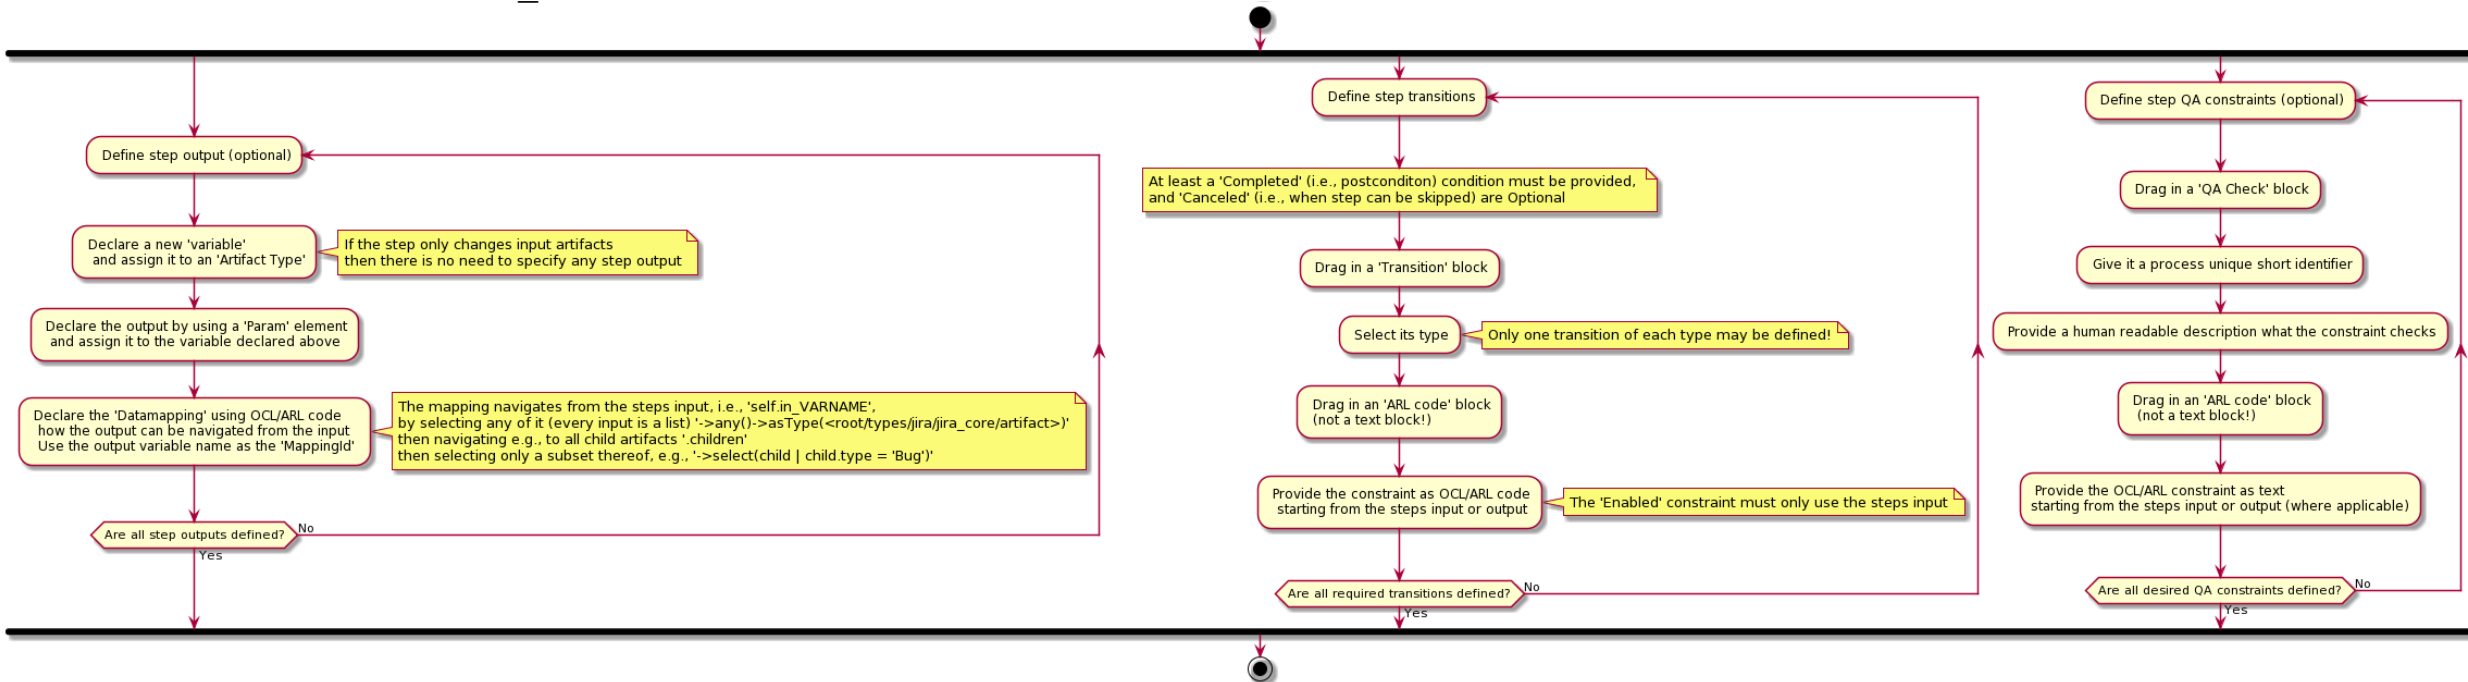 Define step output (optional)
Declare a new 'variable'
and assign it to an 'Artifact Type'
If the step only changes input artifacts
then there is no need to specify any step output
Declare the output by using a 'Param' element
and assign it to the variable declared above
Declare the 'Datamapping' using OCL/ARL code
how the output can be navigated from the input
Use the output variable name as the 'MappingId'
The mapping navigates from the steps input, i.e., 'self.in_VARNAME',
by selecting any of it (every input is a list) '->any()->asType(<root/types/jira/jira_core/artifact>)'
then navigating e.g., to all child artifacts '.children'
then selecting only a subset thereof, e.g., '->select(child | child.type = 'Bug')'
Are all step outputs defined?
No
Yes
Define step transitions
At least a 'Completed' (i.e., postconditon) condition must be provided,
and 'Canceled' (i.e., when step can be skipped) are Optional
Drag in a 'Transition' block
Select its type
Only one transition of each type may be defined!
Drag in an 'ARL code' block
(not a text block!)
Provide the constraint as OCL/ARL code
starting from the steps input or output
The 'Enabled' constraint must only use the steps input
Are all required transitions defined?
No
Yes
Define step QA constraints (optional)
Drag in a 'QA Check' block
Give it a process unique short identifier
Provide a human readable description what the constraint checks
Drag in an 'ARL code' block
(not a text block!)
Provide the OCL/ARL constraint as text
starting from the steps input or output (where applicable)
Are all desired QA constraints defined?
No
Yes